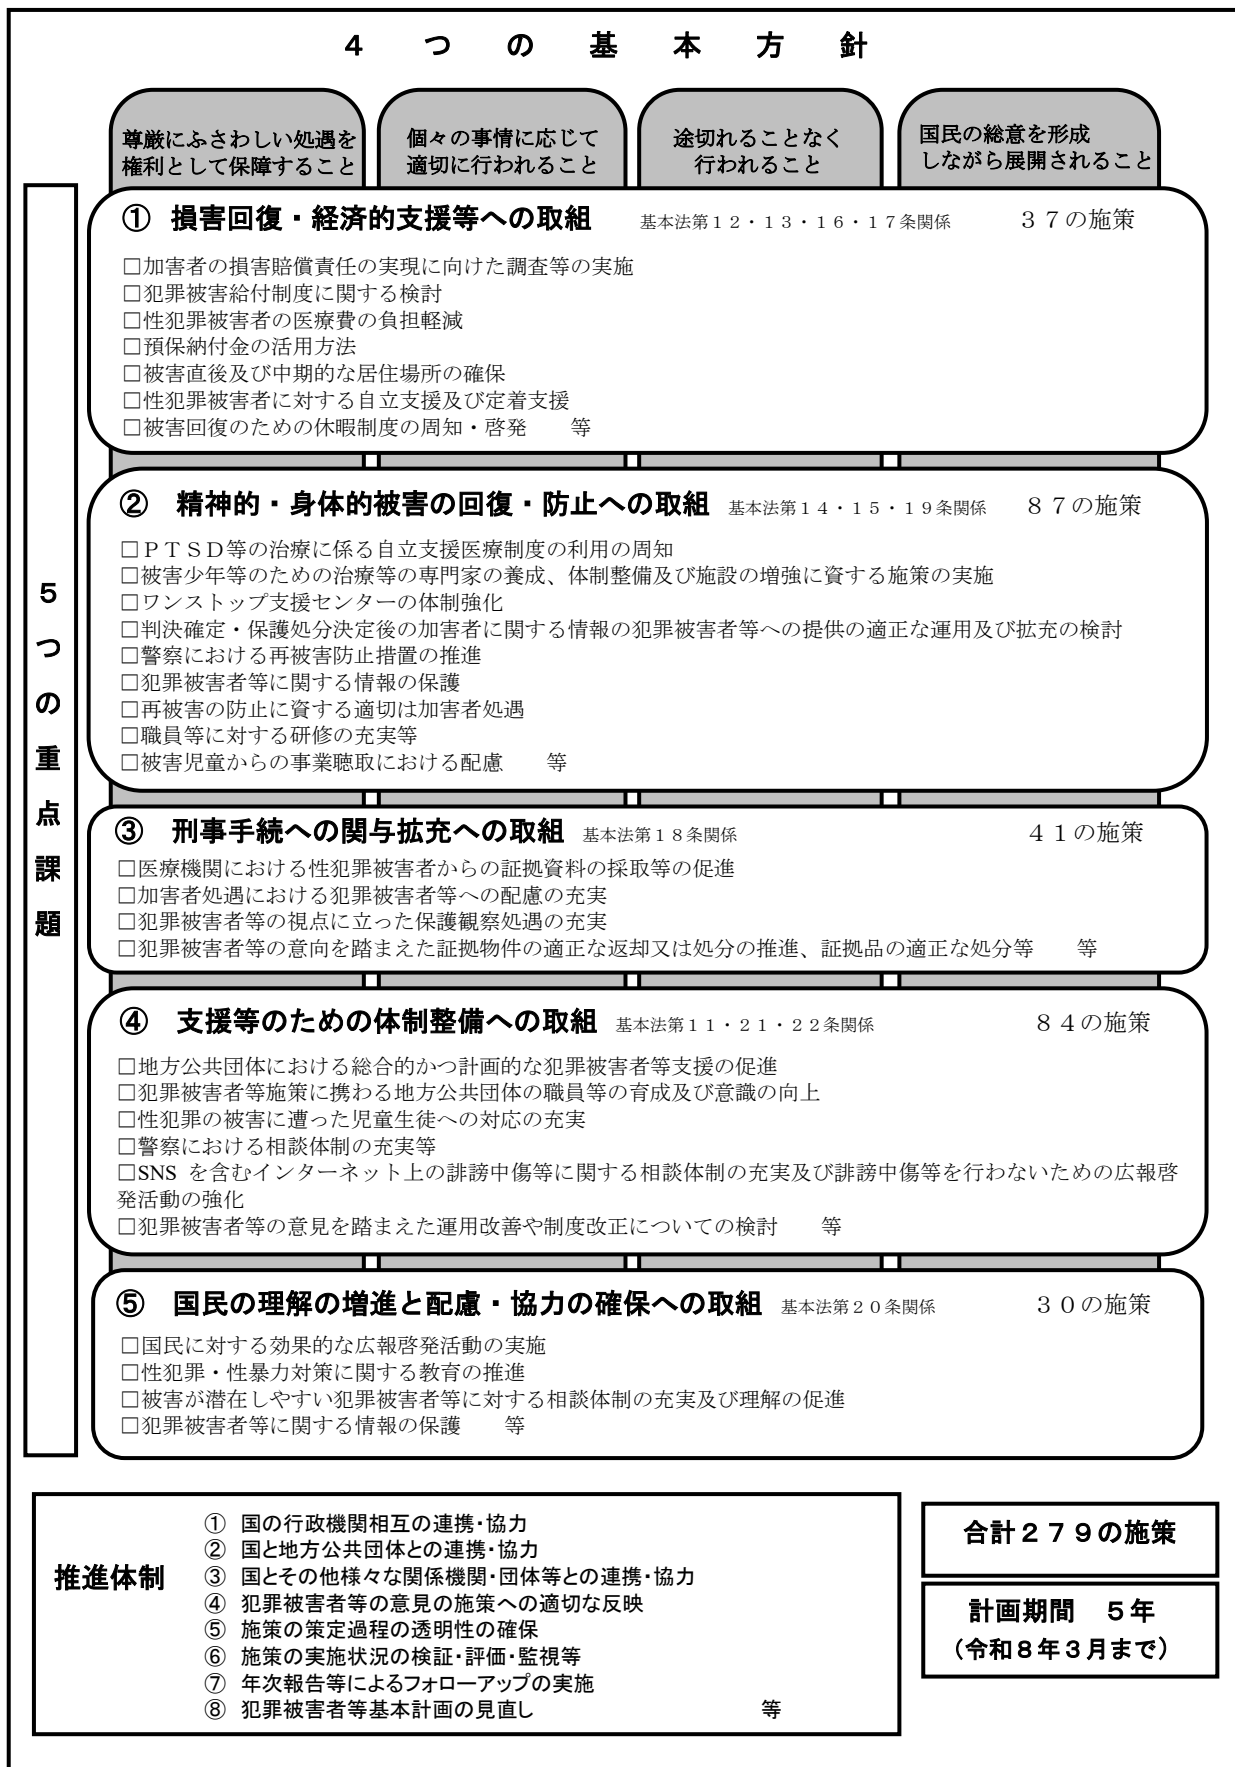 ４つの基本方針
尊厳にふさわしい処遇を
権利として保障すること
個々の事情に応じて
適切に行われること
途切れることなく
行われること
国民の総意を形成
しながら展開されること
５つの重点課題
① 損害回復・経済的支援等への取組 基本法第１２・１３・１６・１７条関係 ３７の施策
□加害者の損害賠償責任の実現に向けた調査等の実施
□犯罪被害給付制度に関する検討
□性犯罪被害者の医療費の負担軽減
□預保納付金の活用方法
□被害直後及び中期的な居住場所の確保
□性犯罪被害者に対する自立支援及び定着支援
□被害回復のための休暇制度の周知・啓発 等
② 精神的・身体的被害の回復・防止への取組 基本法第１４・１５・１９条関係 ８７の施策
□ＰＴＳＤ等の治療に係る自立支援医療制度の利用の周知
□被害少年等のための治療等の専門家の養成、体制整備及び施設の増強に資する施策の実施
□ワンストップ支援センターの体制強化
□判決確定・保護処分決定後の加害者に関する情報の犯罪被害者等への提供の適正な運用及び拡充の検討
□警察における再被害防止措置の推進
□犯罪被害者等に関する情報の保護
□再被害の防止に資する適切は加害者処遇
□職員等に対する研修の充実等
□被害児童からの事業聴取における配慮 等
③ 刑事手続への関与拡充への取組 基本法第１８条関係 ４１の施策
□医療機関における性犯罪被害者からの証拠資料の採取等の促進
□加害者処遇における犯罪被害者等への配慮の充実
□犯罪被害者等の視点に立った保護観察処遇の充実
□犯罪被害者等の意向を踏まえた証拠物件の適正な返却又は処分の推進、証拠品の適正な処分等 等
④ 支援等のための体制整備への取組 基本法第１１・２１・２２条関係 ８４の施策
□地方公共団体における総合的かつ計画的な犯罪被害者等支援の促進
□犯罪被害者等施策に携わる地方公共団体の職員等の育成及び意識の向上
□性犯罪の被害に遭った児童生徒への対応の充実
□警察における相談体制の充実等
□SNS を含むインターネット上の誹謗中傷等に関する相談体制の充実及び誹謗中傷等を行わないための広報啓
発活動の強化
□犯罪被害者等の意見を踏まえた運用改善や制度改正についての検討 等
⑤ 国民の理解の増進と配慮・協力の確保への取組 基本法第２０条関係 ３０の施策
□国民に対する効果的な広報啓発活動の実施
□性犯罪・性暴力対策に関する教育の推進
□被害が潜在しやすい犯罪被害者等に対する相談体制の充実及び理解の促進
□犯罪被害者等に関する情報の保護 等
推進体制
① 国の行政機関相互の連携・協力
② 国と地方公共団体との連携・協力
③ 国とその他様々な関係機関・団体等との連携・協力
④ 犯罪被害者等の意見の施策への適切な反映
⑤ 施策の策定過程の透明性の確保
⑥ 施策の実施状況の検証・評価・監視等
⑦ 年次報告等によるフォローアップの実施
⑧ 犯罪被害者等基本計画の見直し 等
合計２７９の施策
計画期間 ５年
（令和８年３月まで）